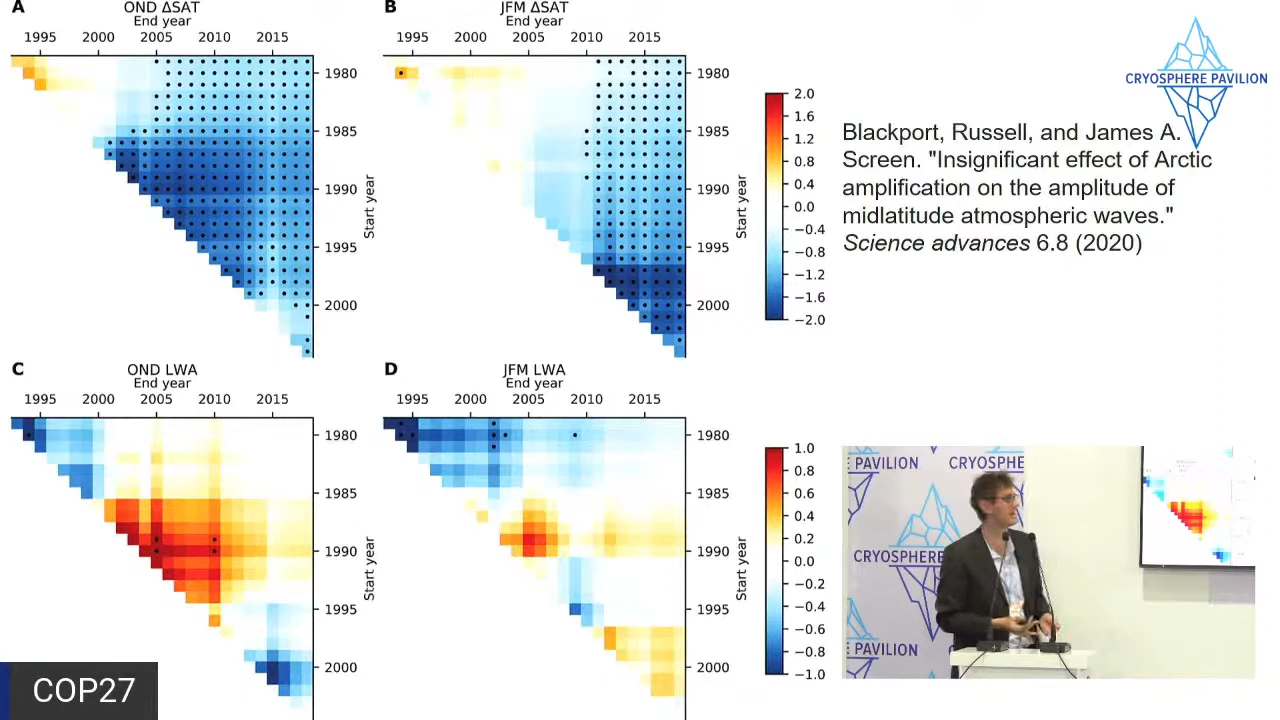 A
OND ΔSAT
End year
1995 2000 2005 2010 2015
1980
1985
1990
1995
2000
Start year
B
JFM ΔSAT
End year
1995 2000 2005 2010 2015
1980
1985
1990
1995
2000
Start year
2.0
1.6
1.2
0.8
0.4
0.0
−0.4
−0.8
−1.2
−1.6
−2.0
CRYOSPHERE PAVILION
Blackport, Russell, and James A.
Screen. "Insignificant effect of Arctic
amplification on the amplitude of
midlatitude atmospheric waves."
Science advances 6.8 (2020)
C
OND LWA
End year
1995 2000 2005 2010 2015
1980
1985
1990
1995
2000
Start year
D
JFM LWA
End year
1995 2000 2005 2010 2015
1980
1985
1990
1995
2000
Start year
1.0
0.8
0.6
0.4
0.2
0.0
−0.2
−0.4
−0.6
−0.8
−1.0
PAVILION CRYOSPHE
CRYOSPHERE
PAVILION
COP27